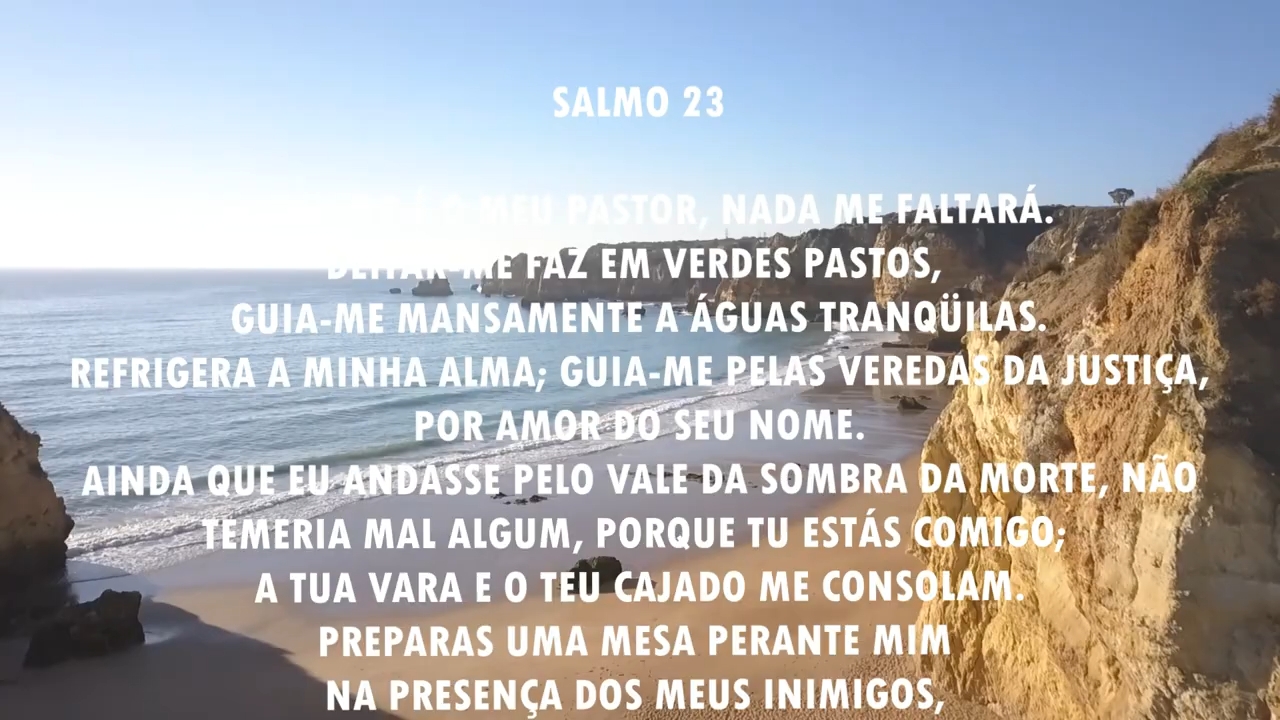 SALMO 23
MEU PASTOR, NADA ME FALTARÁ.
DEITAR-ME FAZ EM VERDES PASTOS,
GUIA-ME MANSAMENTE A ÁGUAS TRANQÜILAS.
REFRIGERA A MINHA ALMA; GUIA-ME PELAS VEREDAS DA JUSTIÇA,
POR AMOR DO SEU NOME.
AINDA QUE EU ANDASSE PELO VALE DA SOMBRA DA MORTE, NÃO
TEMERIA MAL ALGUM, PORQUE TU ESTÁS COMIGO;
A TUA VARA E O TEU CAJADO ME CONSOLAM.
PREPARAS UMA MESA PERANTE MIM
NA PRESENÇA DOS MEUS INIMIGOS,